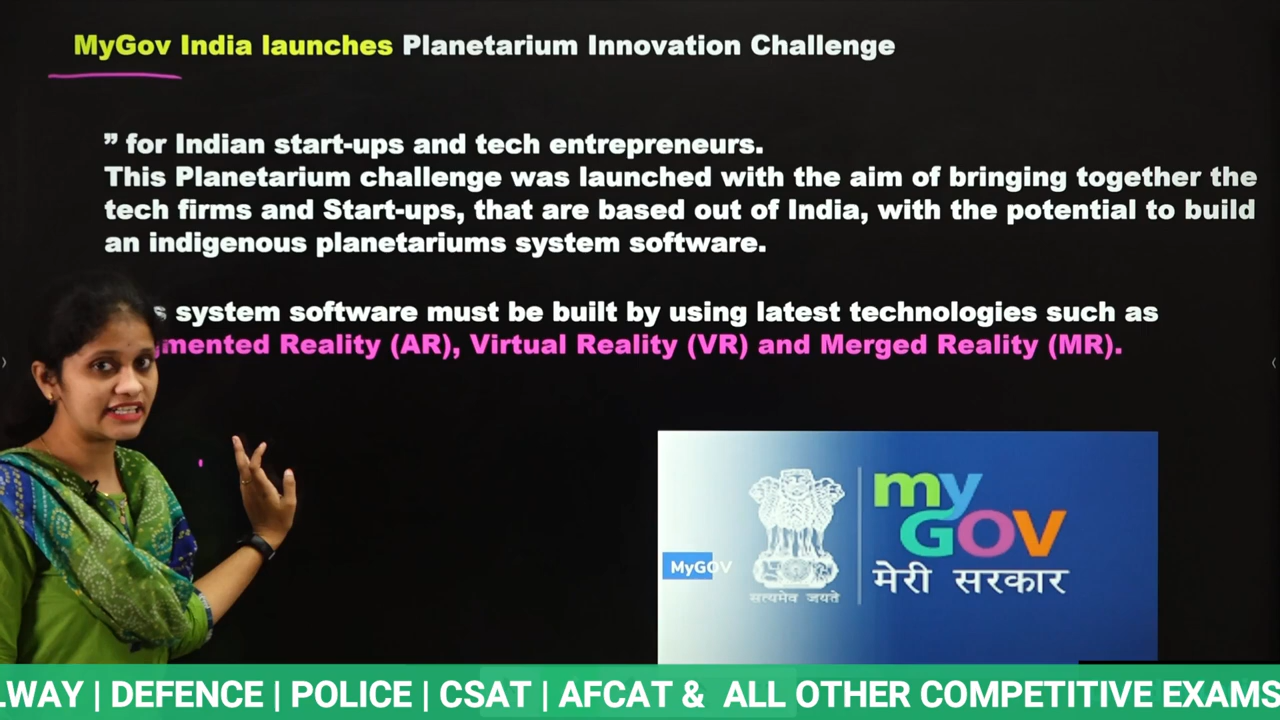 MyGov India launches Planetarium Innovation Challenge
” for Indian start-ups and tech entrepreneurs.
This Planetarium challenge was launched with the aim of bringing together the
tech firms and Start-ups, that are based out of India, with the potential to build
an indigenous planetariums system software.
system software must be built by using latest technologies such as
Reality (AR), Virtual Reality (VR) and Merged Reality (MR).
my
GOV
मेरी सरकार
MyGOV
सत्यमेव जयते
| DEFENCE | POLICE | CSAT | AFCAT & ALL OTHER COMPETITIVE EXAMS